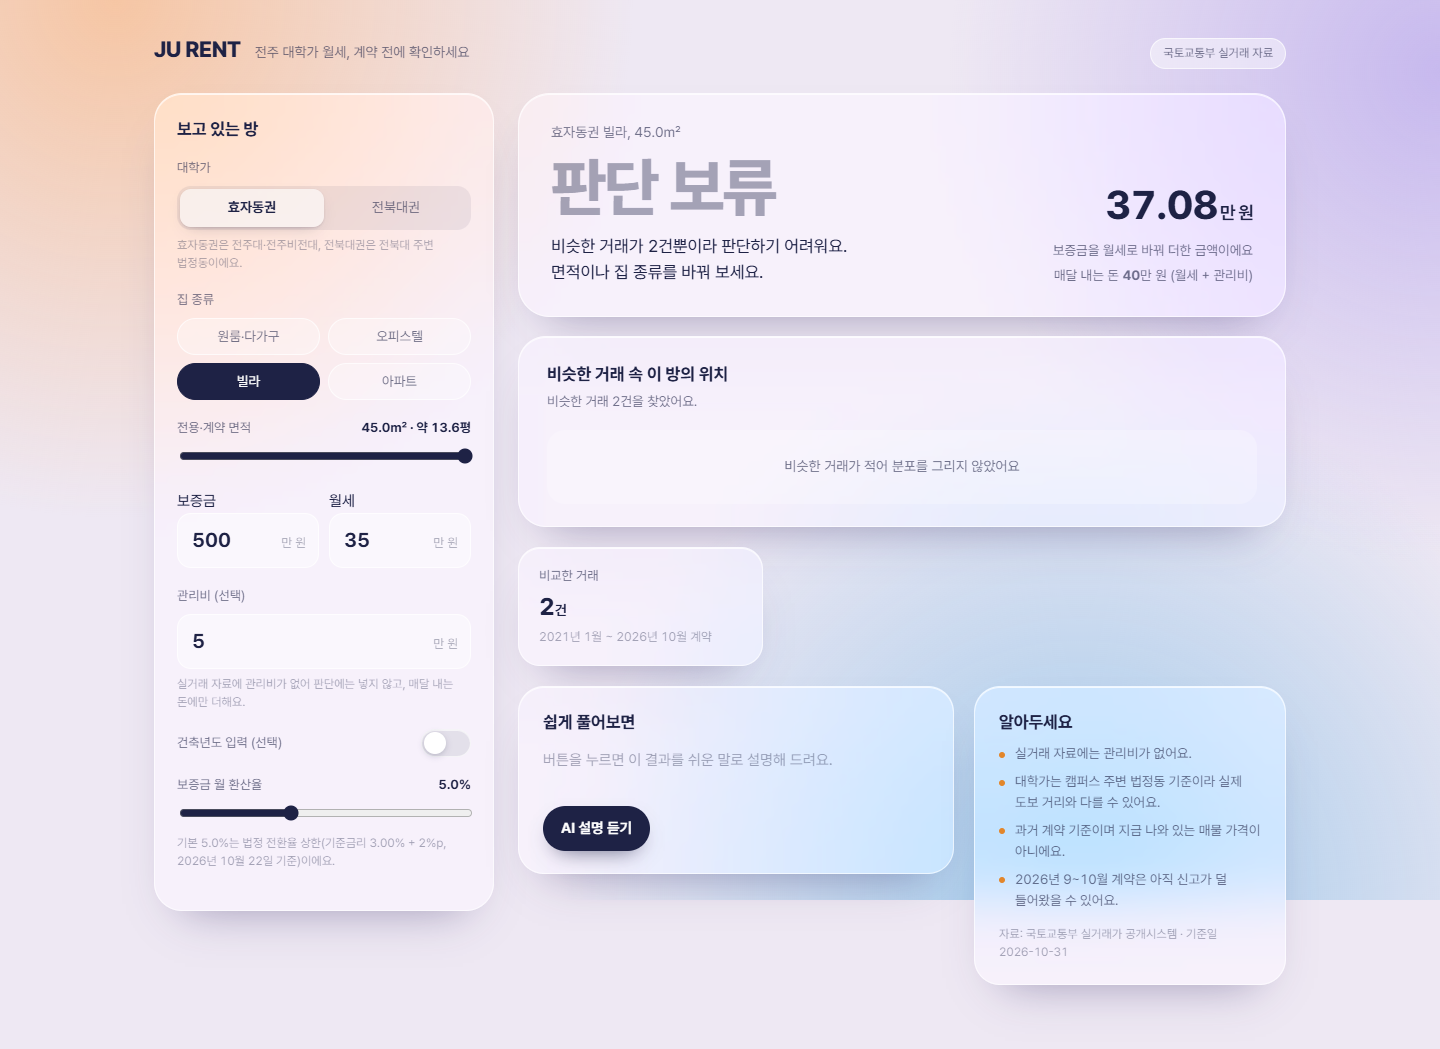 JU RENT
전주 대학가 월세, 계약 전에 확인하세요
국토교통부 실거래 자료
보고 있는 방
대학가
효자동권
전북대권
효자동권은 전주대·전주비전대, 전북대권은 전북대 주변
법정동이에요.
집 종류
원룸·다가구
오피스텔
빌라
아파트
전용·계약 면적
45.0m² · 약 13.6평
보증금
월세
500 만 원
35 만 원
관리비 (선택)
5 만 원
실거래 자료에 관리비가 없어 판단에는 넣지 않고, 매달 내는
돈에만 더해요.
건축년도 입력 (선택)
보증금 월 환산율
5.0%
기본 5.0%는 법정 전환율 상한(기준금리 3.00% + 2%p,
2026년 10월 22일 기준)이에요.
효자동권 빌라, 45.0m²
판단 보류
비슷한 거래가 2건뿐이라 판단하기 어려워요.
면적이나 집 종류를 바꿔 보세요.
37.08만 원
보증금을 월세로 바꿔 더한 금액이에요
매달 내는 돈 40만 원 (월세 + 관리비)
비슷한 거래 속 이 방의 위치
비슷한 거래 2건을 찾았어요.
비슷한 거래가 적어 분포를 그리지 않았어요
비교한 거래
2건
2021년 1월 ~ 2026년 10월 계약
쉽게 풀어보면
버튼을 누르면 이 결과를 쉬운 말로 설명해 드려요.
AI 설명 듣기
알아두세요
실거래 자료에는 관리비가 없어요.
대학가는 캠퍼스 주변 법정동 기준이라 실제
도보 거리와 다를 수 있어요.
과거 계약 기준이며 지금 나와 있는 매물 가격이
아니에요.
2026년 9~10월 계약은 아직 신고가 덜
들어왔을 수 있어요.
자료: 국토교통부 실거래가 공개시스템 · 기준일
2026-10-31